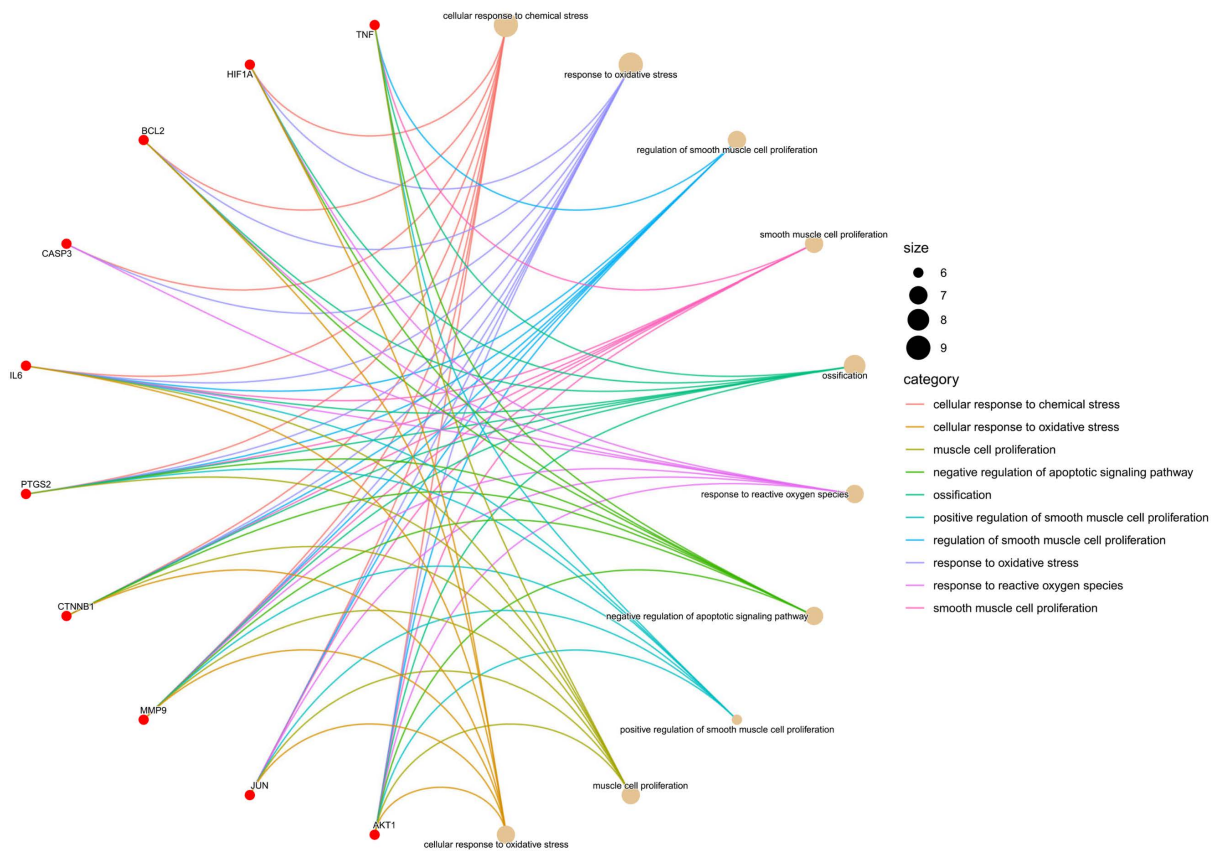 cellular response to chemical stress
TNF
HIF1A
response to oxidative stress
BCL2
regulation of smooth muscle cell proliferation
CASP3
smooth muscle cell proliferation
IL6
ossification
PTGS2
response to reactive oxygen species
CTNNB1
negative regulation of apoptotic signaling pathway
MMP9
positive regulation of smooth muscle cell proliferation
JUN
muscle cell proliferation
AKT1
cellular response to oxidative stress
size
6
7
8
9
category
cellular response to chemical stress
cellular response to oxidative stress
muscle cell proliferation
negative regulation of apoptotic signaling pathway
ossification
positive regulation of smooth muscle cell proliferation
regulation of smooth muscle cell proliferation
response to oxidative stress
response to reactive oxygen species
smooth muscle cell proliferation